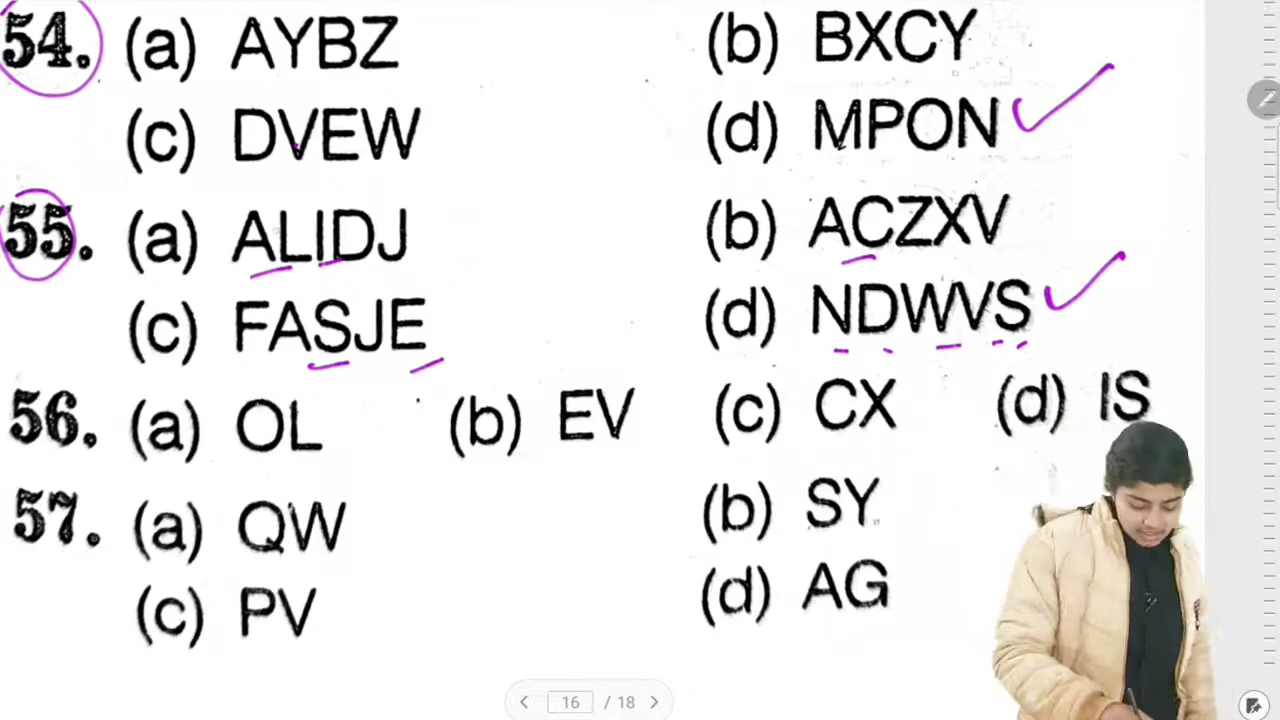 54. (a) AYBZ (b) BXCY
(c) DVEW (d) MPON
55. (a) ALIDJ (b) ACZXV
(c) FASJE (d) NDWVS
56. (a) OL (b) EV (c) CX (d) IS
57. (a) QW (b) SY
(c) PV (d) AG
16 / 18